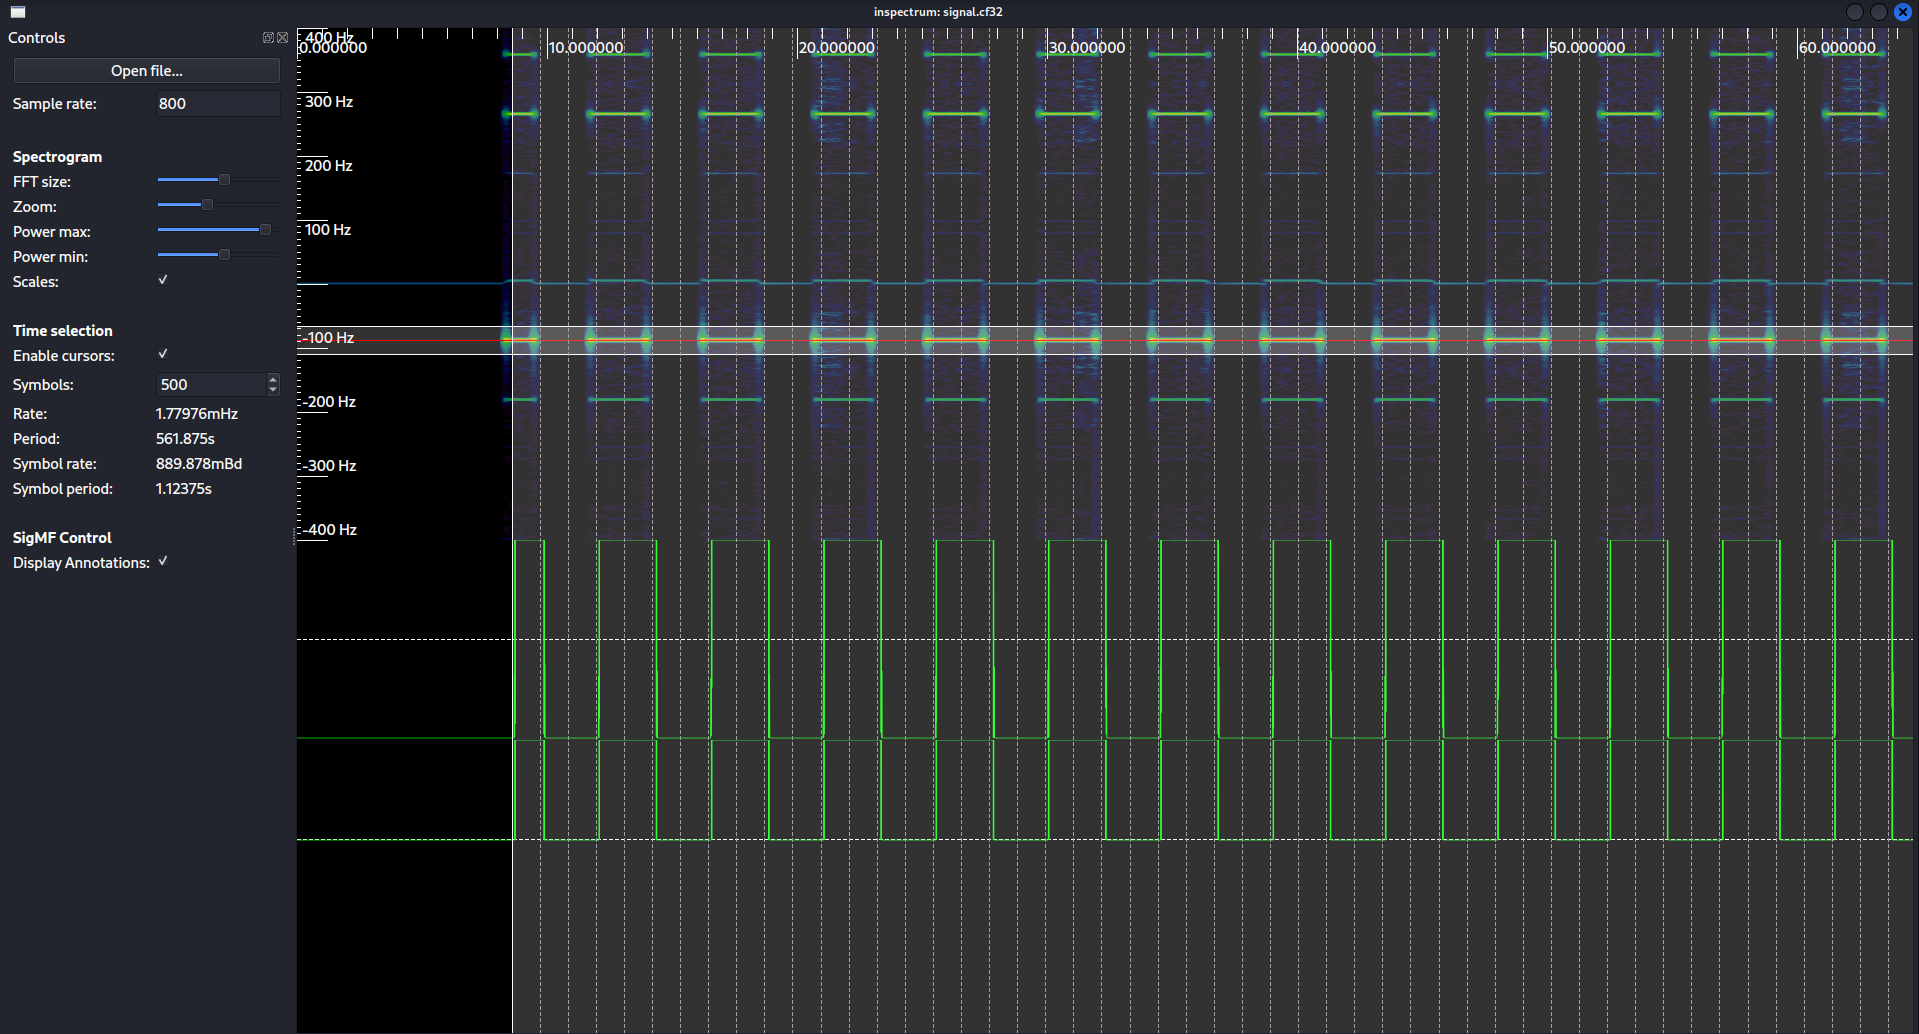 inspectrum: signal.cf32
Controls
Open file...
Sample rate: 800
Spectrogram
FFT size:
Zoom:
Power max:
Power min:
Scales:
Time selection
Enable cursors:
Symbols: 500
Rate: 1.77976mHz
Period: 561.875s
Symbol rate: 889.878mBd
Symbol period: 1.12375s
SigMF Control
Display Annotations:
400 Hz
0.000000 10.000000 20.000000 30.000000 40.000000 50.000000 60.000000
300 Hz
200 Hz
100 Hz
-100 Hz
-200 Hz
-300 Hz
-400 Hz